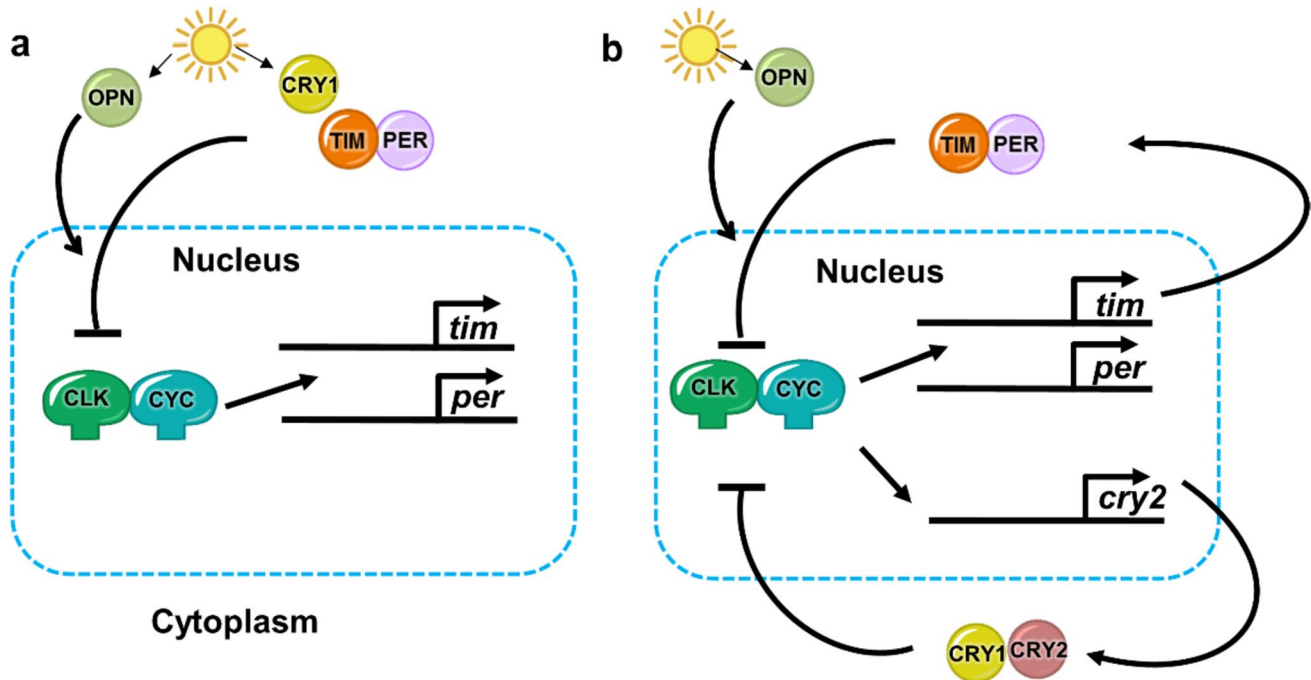 a
OPN
CRY1
TIM PER
Nucleus
tim
per
CLK CYC
Cytoplasm
b
OPN
TIM PER
Nucleus
tim
per
CLK CYC
cry2
CRY1 CRY2